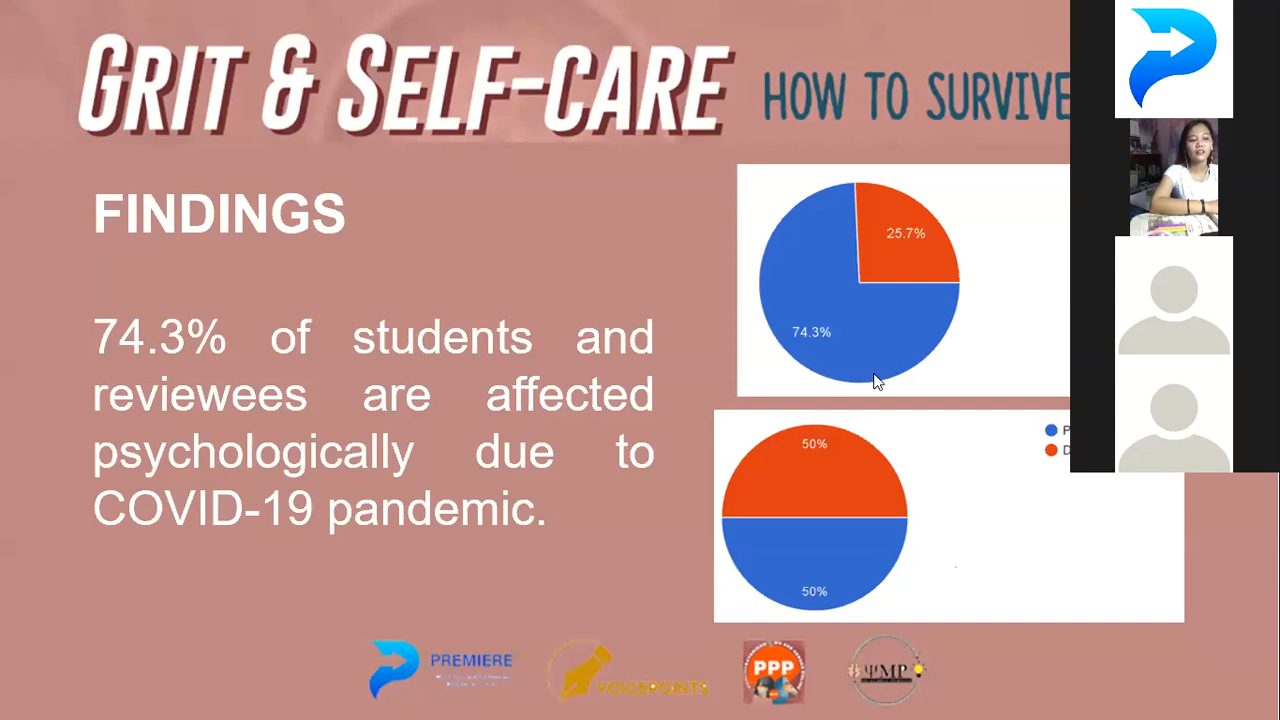 GRIT & SELF-CARE
HOW TO SURVIVE
FINDINGS
74.3% of students and
reviewees are affected
psychologically due to
COVID-19 pandemic.
25.7%
74.3%
50%
50%
P
D
PREMIERE
VOICEPOINTS
PPP
ΨMP